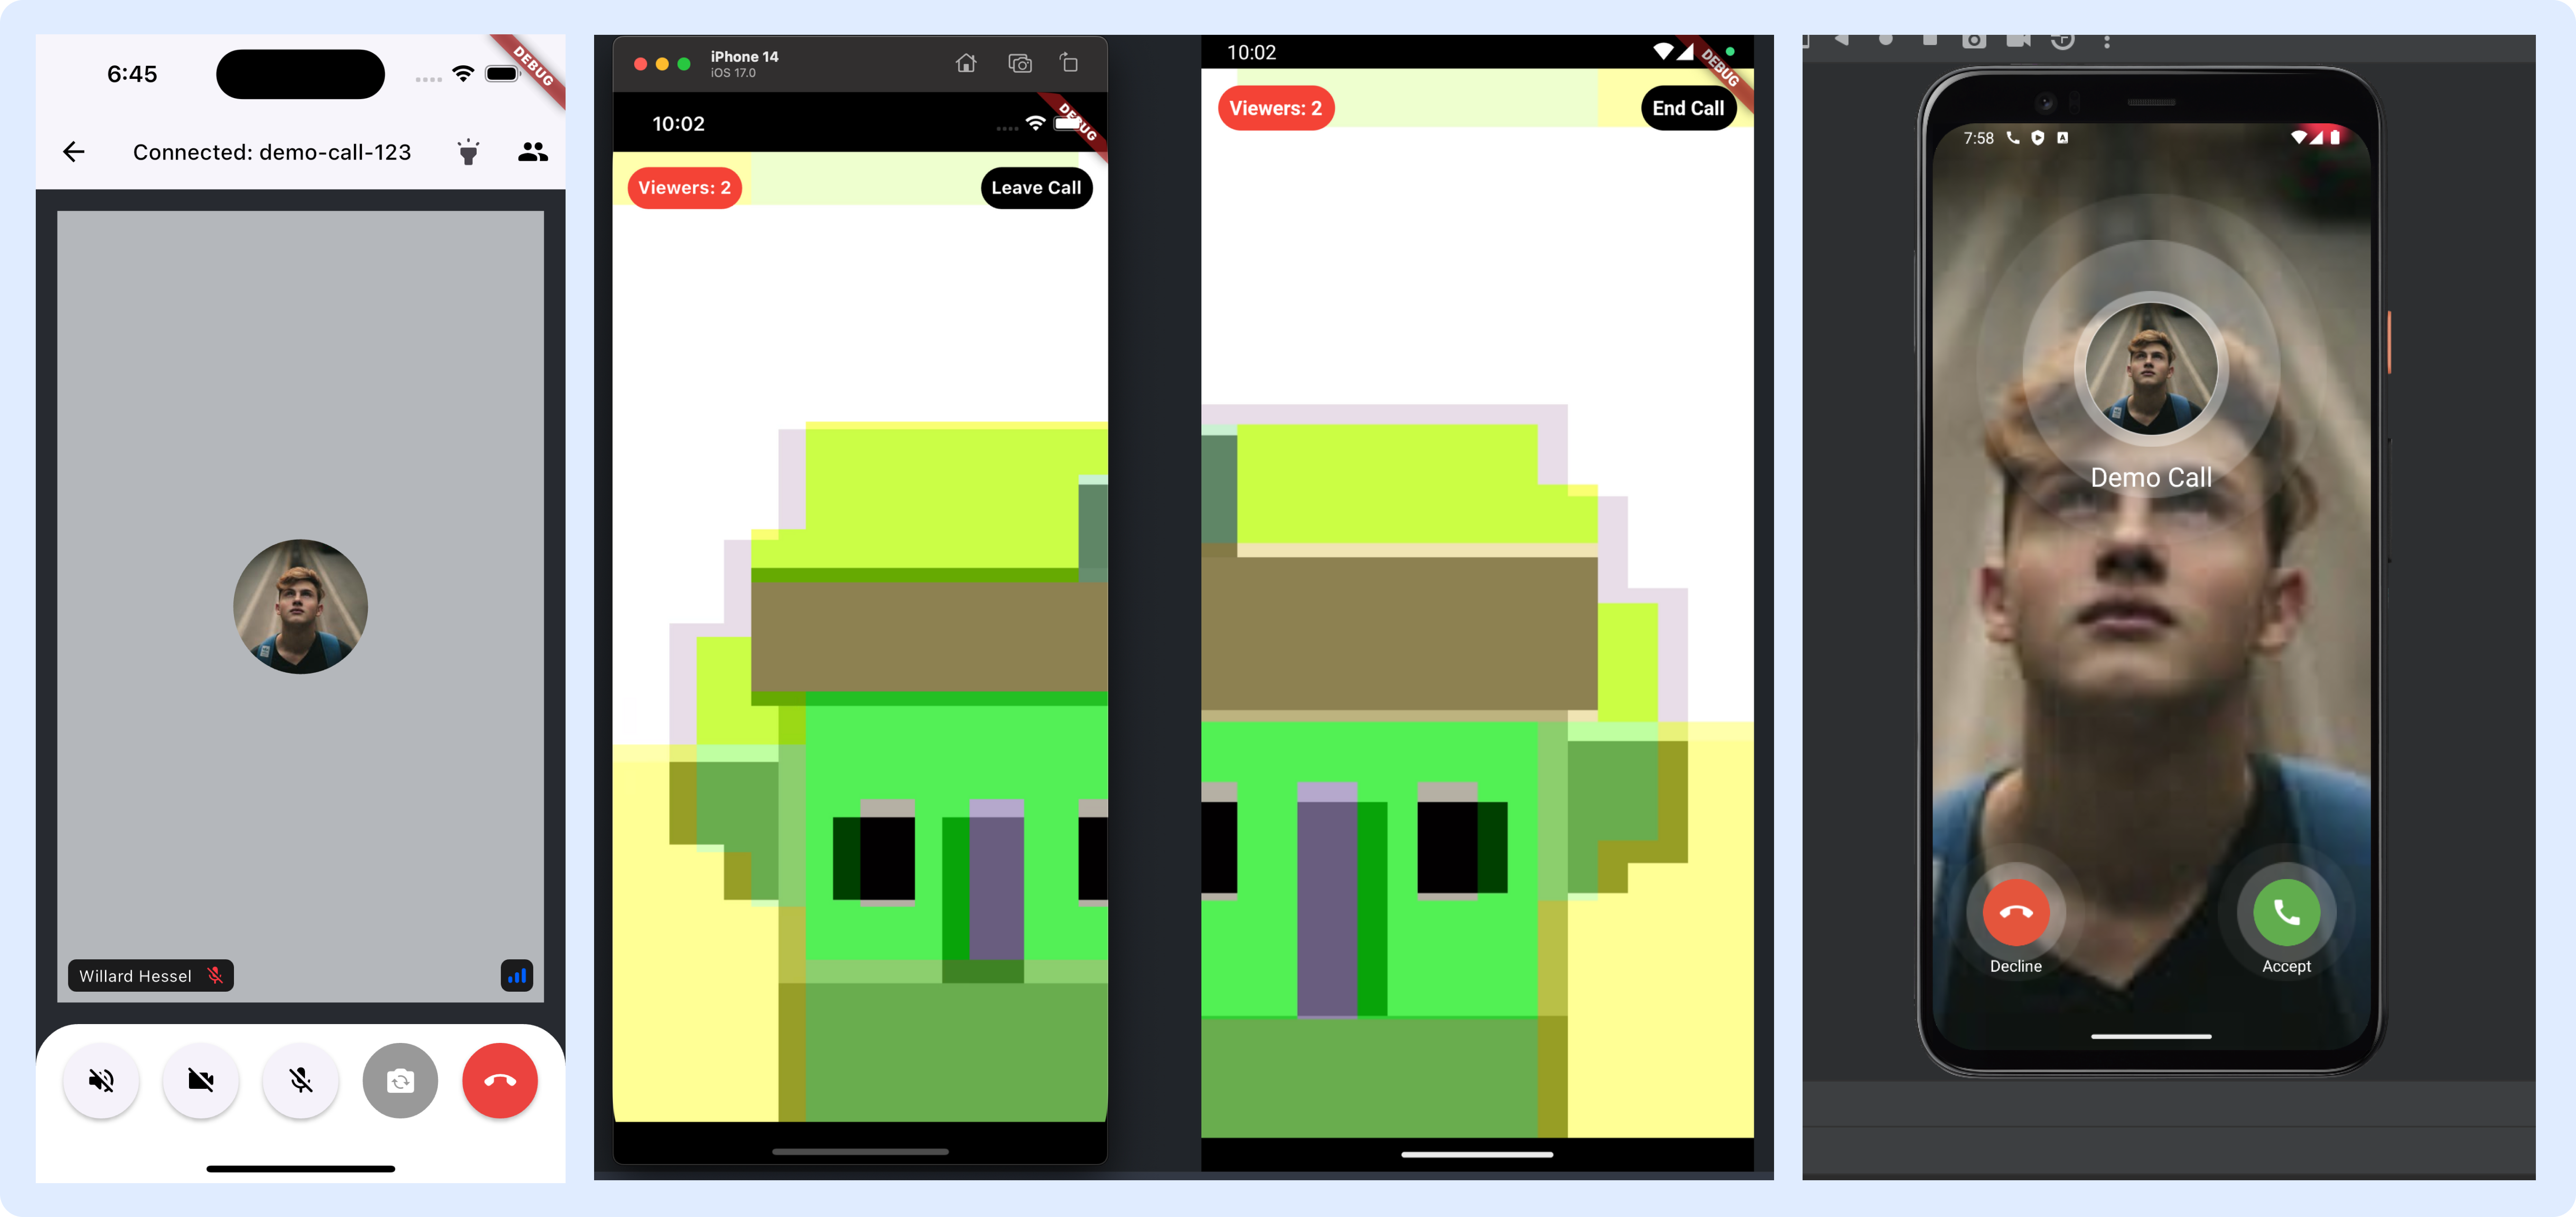 6:45
DEBUG
Connected: demo-call-123
Willard Hessel
iPhone 14
iOS 17.0
10:02
DEBUG
Viewers: 2
Leave Call
10:02
DEBUG
Viewers: 2
End Call
7:58
Demo Call
Decline
Accept